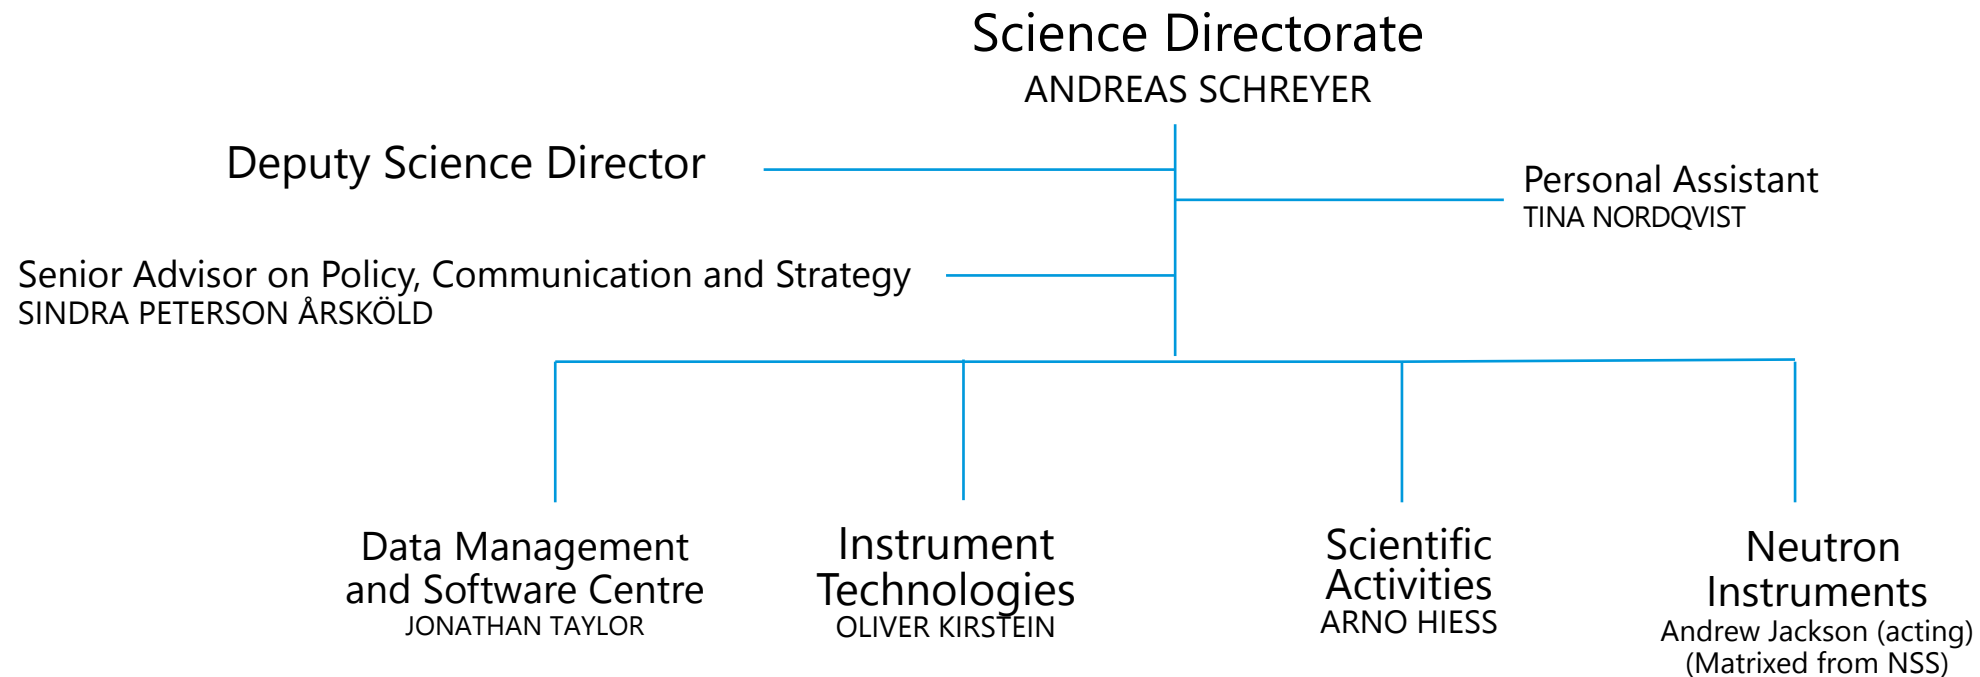 Science Directorate
ANDREAS SCHREYER
Deputy Science Director
Personal Assistant
TINA NORDQVIST
Senior Advisor on Policy, Communication and Strategy
SINDRA PETERSON ÅRSKÖLD
Data Management
and Software Centre
JONATHAN TAYLOR
Instrument
Technologies
OLIVER KIRSTEIN
Scientific
Activities
ARNO HIESS
Neutron
Instruments
Andrew Jackson (acting)
(Matrixed from NSS)